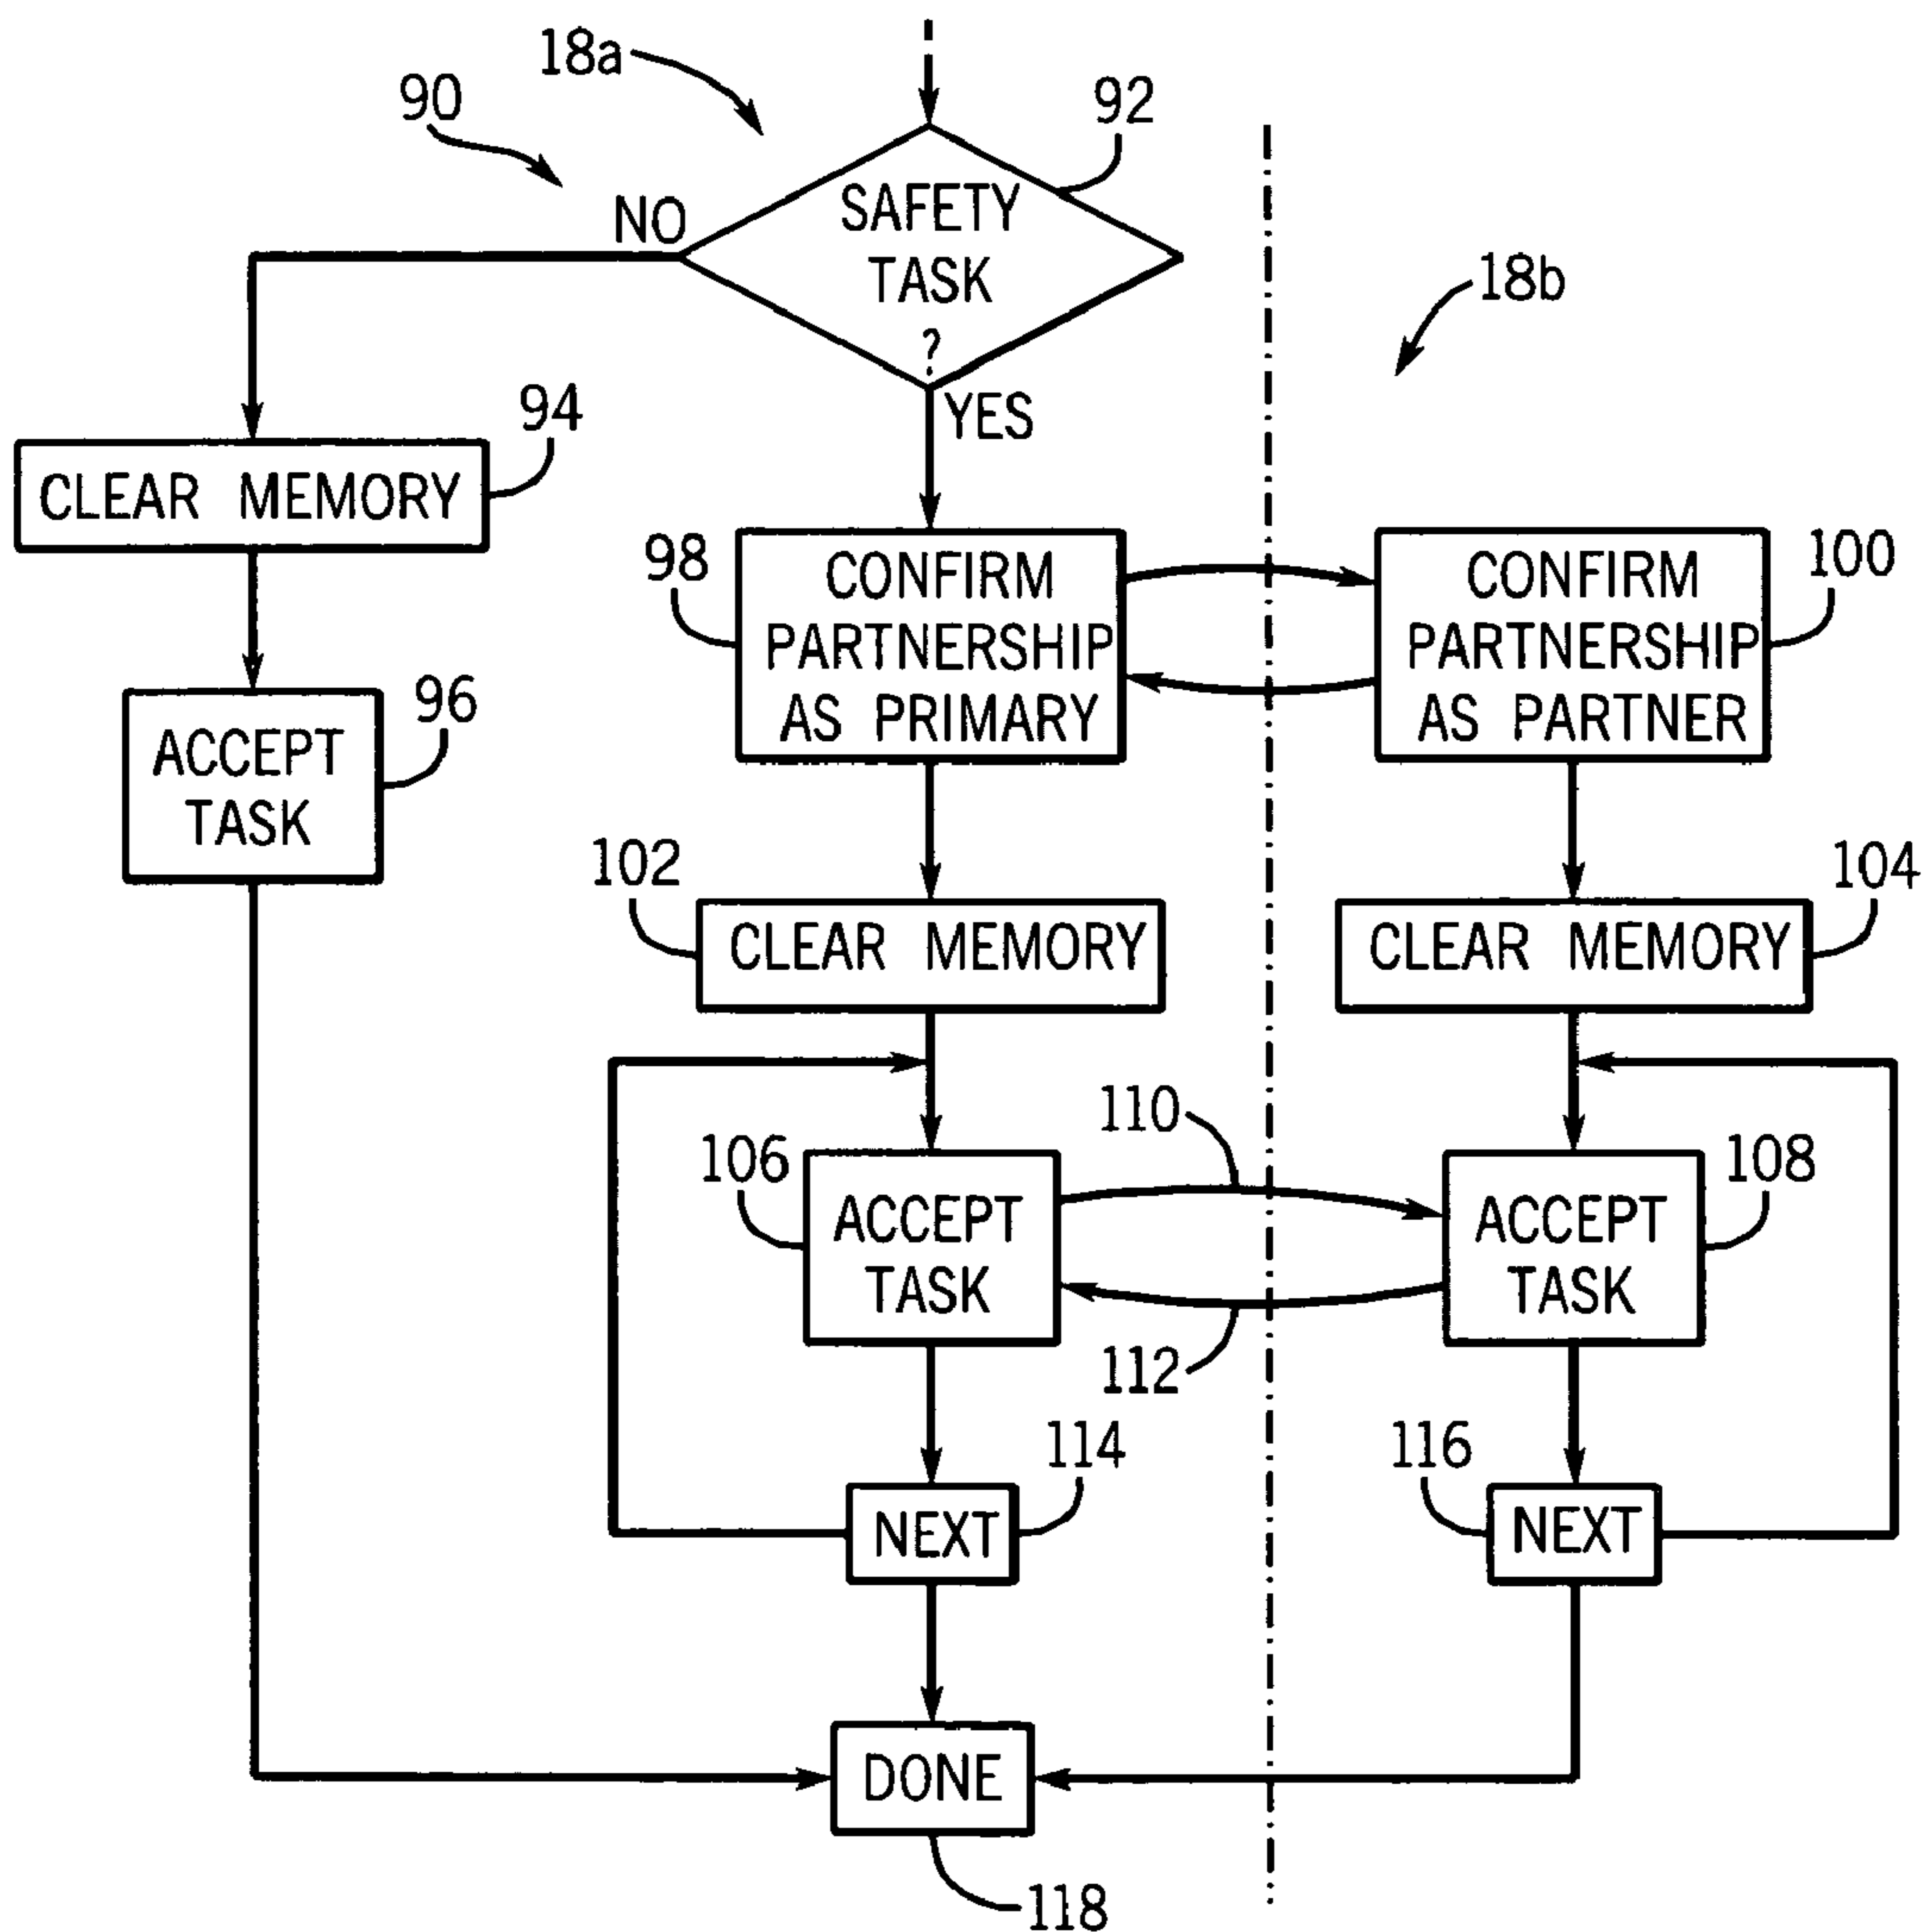 18a
90
92
SAFETY
TASK
?
NO
YES
18b
94
CLEAR MEMORY
98
CONFIRM
PARTNERSHIP
AS PRIMARY
100
CONFIRM
PARTNERSHIP
AS PARTNER
96
ACCEPT
TASK
102
CLEAR MEMORY
104
CLEAR MEMORY
110
106
ACCEPT
TASK
108
ACCEPT
TASK
112
114
NEXT
116
NEXT
DONE
118